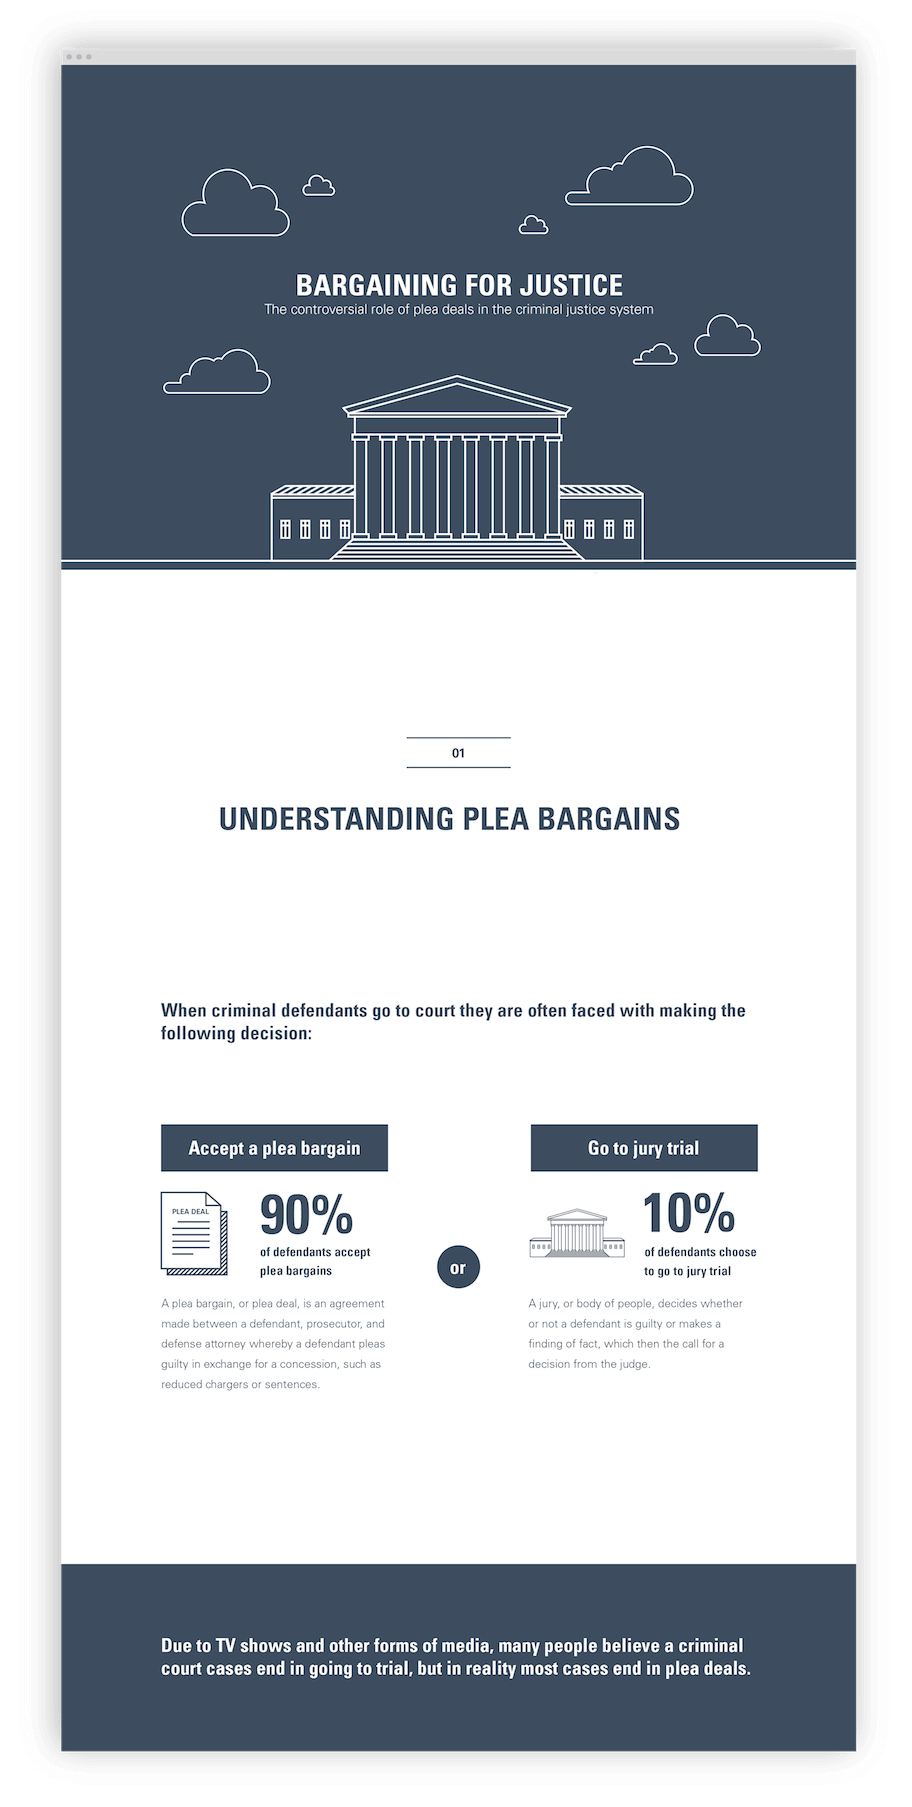 BARGAINING FOR JUSTICE
The controversial role of plea deals in the criminal justice system
01
UNDERSTANDING PLEA BARGAINS
When criminal defendants go to court they are often faced with making the
following decision:
Accept a plea bargain
PLEA DEAL
90%
of defendants accept
plea bargains
A plea bargain, or plea deal, is an agreement
made between a defendant, prosecutor, and
defense attorney whereby a defendant pleas
guilty in exchange for a concession, such as
reduced chargers or sentences.
or
Go to jury trial
10%
of defendants choose
to go to jury trial
A jury, or body of people, decides whether
or not a defendant is guilty or makes a
finding of fact, which then the call for a
decision from the judge.
Due to TV shows and other forms of media, many people believe a criminal
court cases end in going to trial, but in reality most cases end in plea deals.